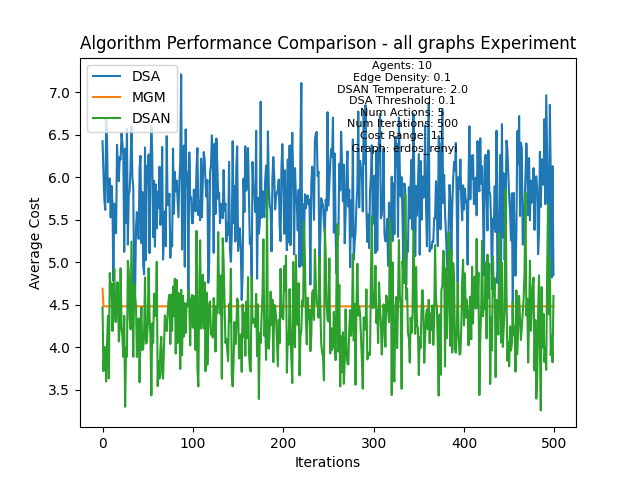 Algorithm Performance Comparison - all graphs Experiment
DSA
MGM
DSAN
Agents: 10
Edge Density: 0.1
DSAN Temperature: 2.0
DSA Threshold: 0.1
Num Actions: 5
Num Iterations: 500
Cost Range: 11
Graph: erdos_renyi
Average Cost
7.0
6.5
6.0
5.5
5.0
4.5
4.0
3.5
0
100
200
300
400
500
Iterations